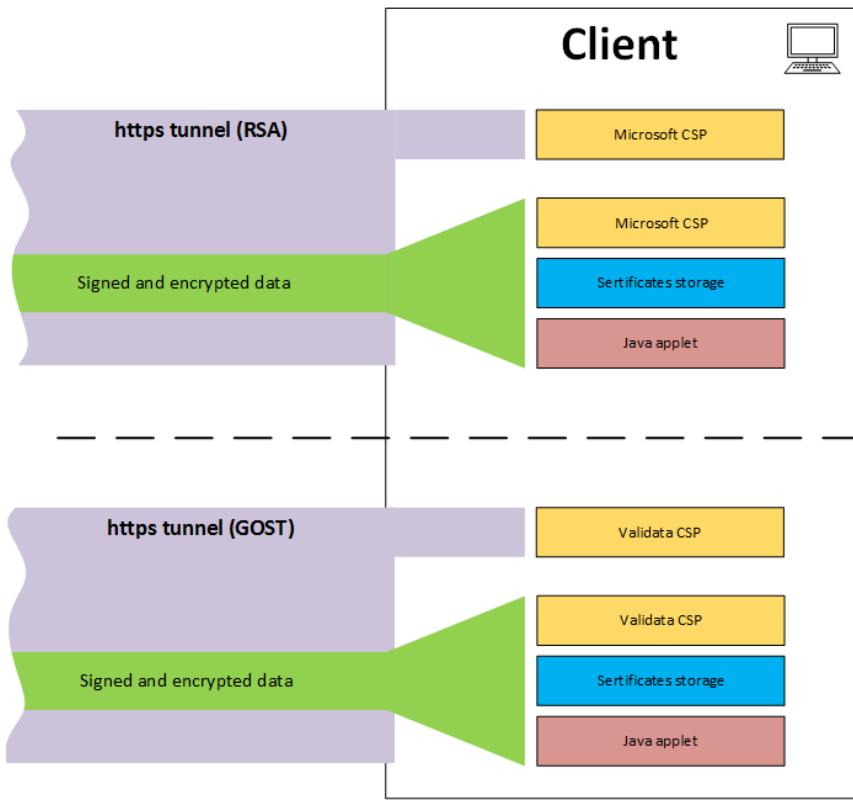 Client
https tunnel (RSA)
Microsoft CSP
Microsoft CSP
Signed and encrypted data
Sertificates storage
Java applet
https tunnel (GOST)
Validata CSP
Validata CSP
Signed and encrypted data
Sertificates storage
Java applet